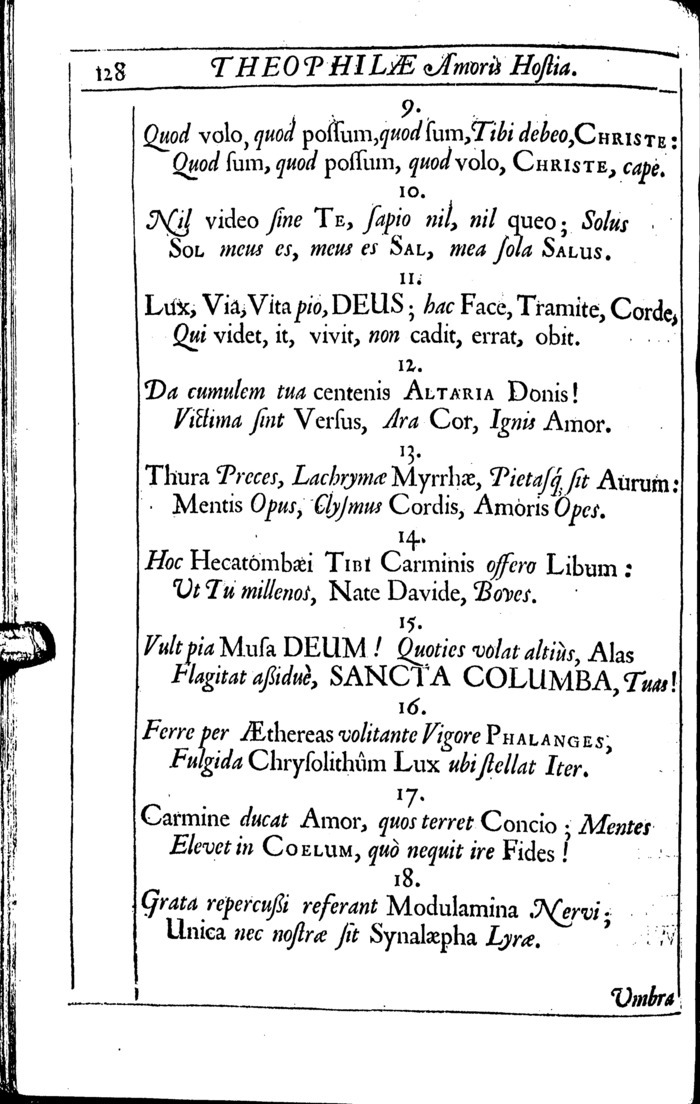 128 THEOPHILÆ Amoris Hoſtia.
9.
Quod volo, quod poſſum, quod ſum, Tibi debeo, CHRISTE:
Quod ſum, quod poſſum, quod volo, CHRISTE, cape.
10.
Nil video ſine TE, ſapio nil, nil queo; Solus
SOL meus es, meus es SAL, mea ſola SALUS.
11.
Lux, Via, Vita pio, DEUS; hac Face, Tramite, Corde,
Qui videt, it, vivit, non cadit, errat, obit.
12.
Da cumulem tua centenis ALTARIA Donis!
Victima ſint Verſus, Ara Cor, Ignis Amor.
13.
Thura Preces, Lachrymæ Myrrhæ, Pietaſq́; ſit Aurum:
Mentis Opus, Clyſmus Cordis, Amoris Opes.
14.
Hoc Hecatombæi TIBI Carminis offero Libum:
Ut Tu millenos, Nate Davide, Boves.
15.
Vult pia Muſa DEUM! Quoties volat altiùs, Alas
Flagitat aßiduè, SANCTA COLUMBA, Tuas!
16.
Ferre per Æthereas volitante Vigore PHALANGES,
Fulgida Chryſolithûm Lux ubi ſtellat Iter.
17.
Carmine ducat Amor, quos terret Concio; Mentes
Elevet in COELUM, quò nequit ire Fides!
18.
Grata repercußi referant Modulamina Nervi;
Unica nec noſtræ ſit Synalæpha Lyræ.
Umbra